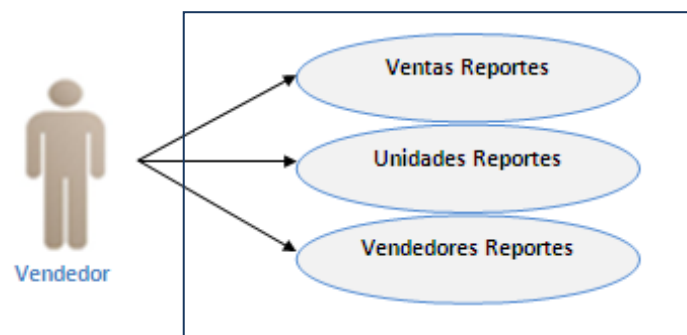 Ventas Reportes
Unidades Reportes
Vendedores Reportes
Vendedor